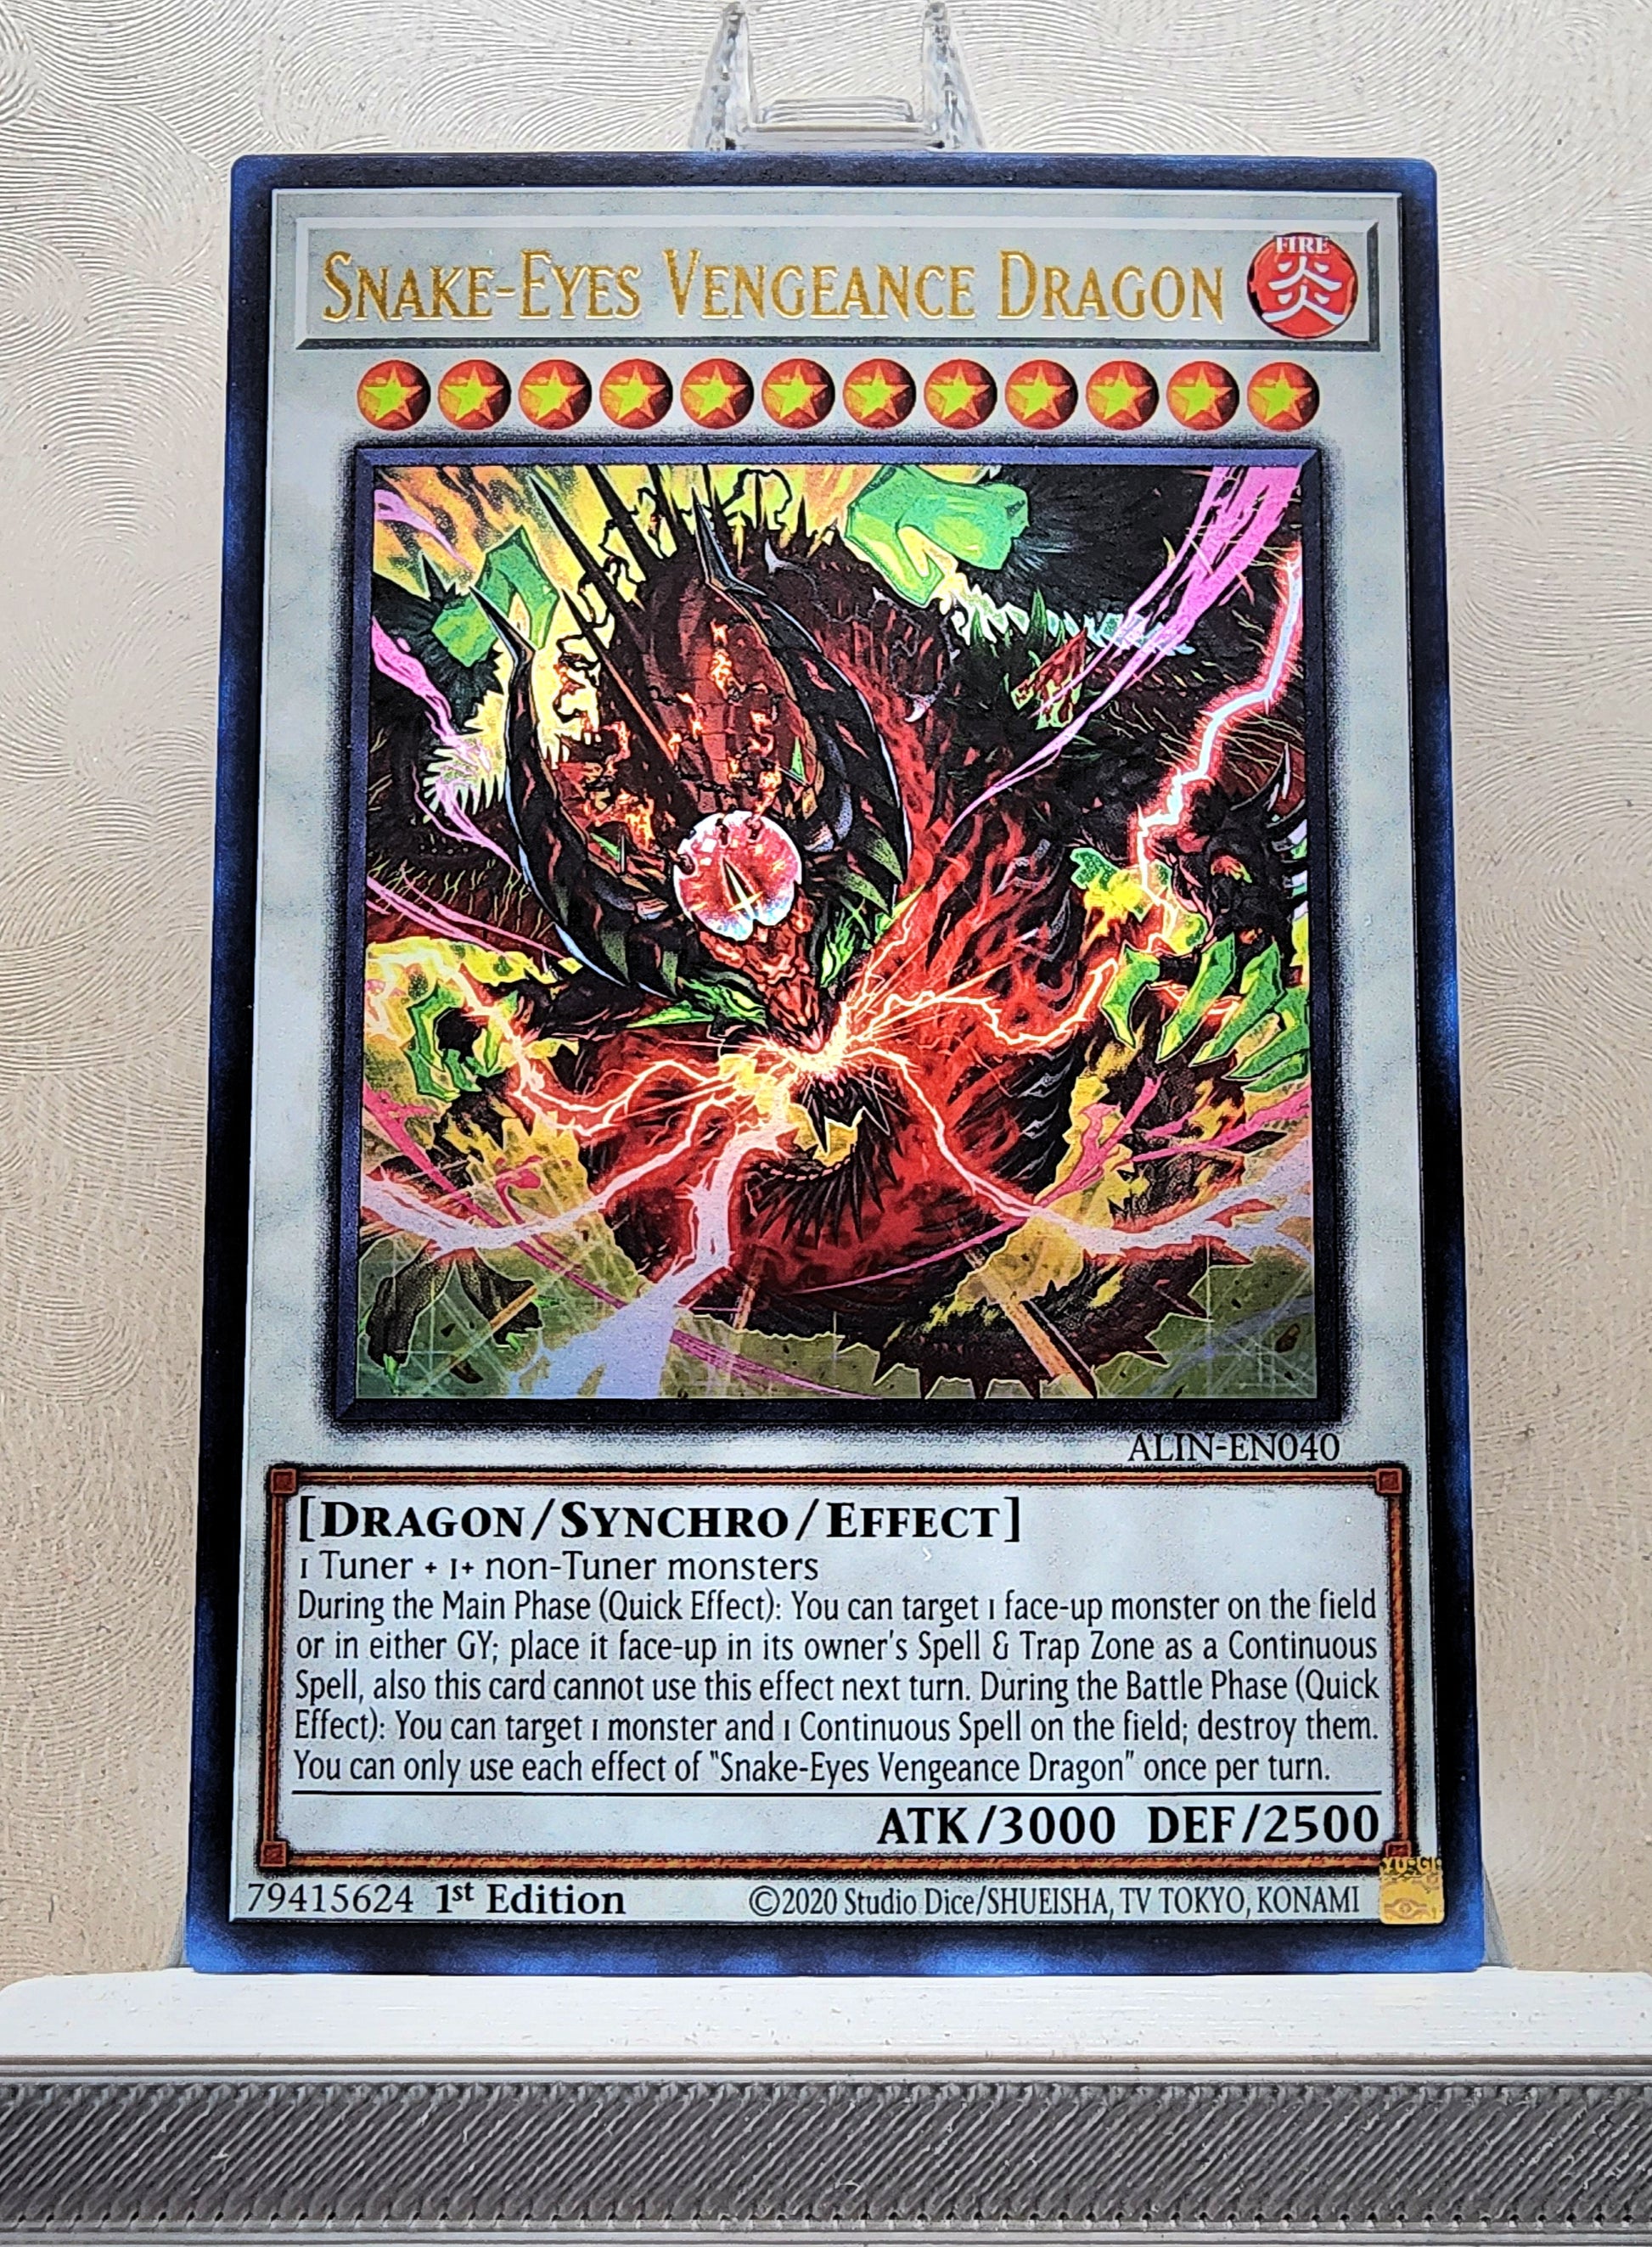 Snake-Eyes Vengeance Dragon
FIRE
炎
ALIN-EN040
[Dragon/Synchro/Effect]
1 Tuner + 1+ non-Tuner monsters
During the Main Phase (Quick Effect): You can target 1 face-up monster on the field
or in either GY; place it face-up in its owner's Spell & Trap Zone as a Continuous
Spell, also this card cannot use this effect next turn. During the Battle Phase (Quick
Effect): You can target 1 monster and 1 Continuous Spell on the field; destroy them.
You can only use each effect of "Snake-Eyes Vengeance Dragon" once per turn.
ATK/3000 DEF/2500
79415624 1st Edition ©2020 Studio Dice/SHUEISHA, TV TOKYO, KONAMI